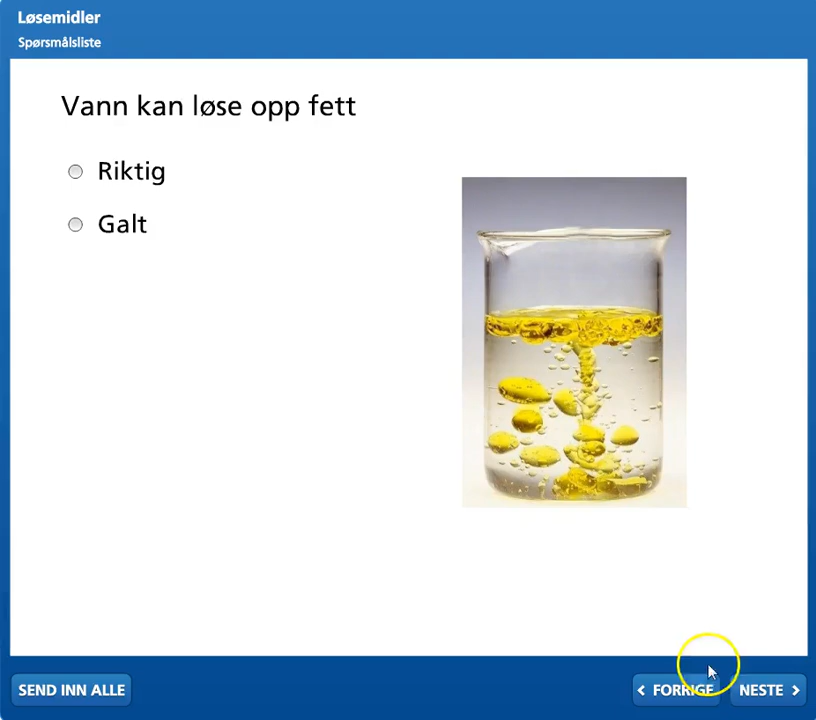 Løsemidler
Spørsmålsliste
Vann kan løse opp fett
Riktig
Galt
SEND INN ALLE
FORRIGE
NESTE